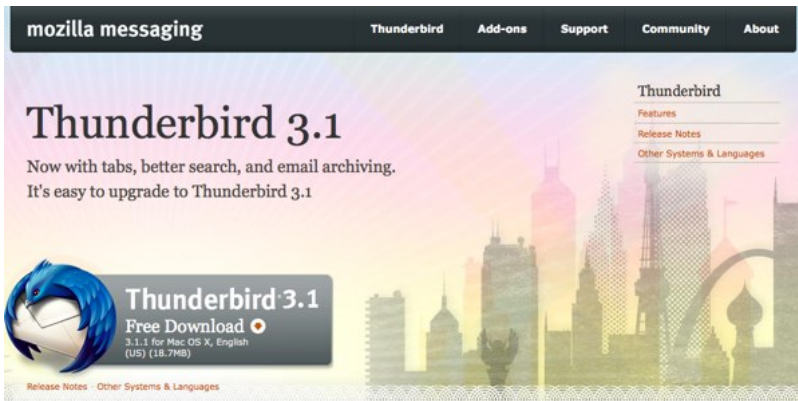 mozilla messaging
Thunderbird Add-ons Support Community About
Thunderbird 3.1
Now with tabs, better search, and email archiving.
It's easy to upgrade to Thunderbird 3.1
Thunderbird
Features
Release Notes
Other Systems & Languages
Thunderbird 3.1
Free Download
3.1.1 for Mac OS X, English
(US) (18.7MB)
Release Notes · Other Systems & Languages